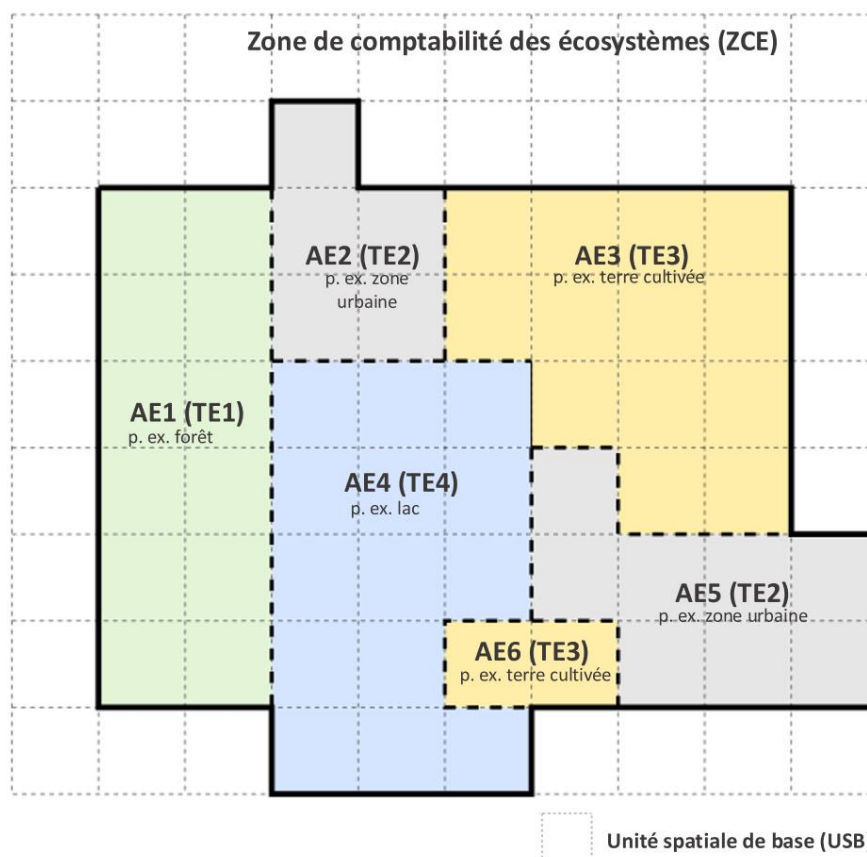 Zone de comptabilité des écosystèmes (ZCE)
AE2 (TE2)
p. ex. zone
urbaine
AE3 (TE3)
p. ex. terre cultivée
AE1 (TE1)
p. ex. forêt
AE4 (TE4)
p. ex. lac
AE5 (TE2)
p. ex. zone urbaine
AE6 (TE3)
p. ex. terre cultivée
Unité spatiale de base (USB